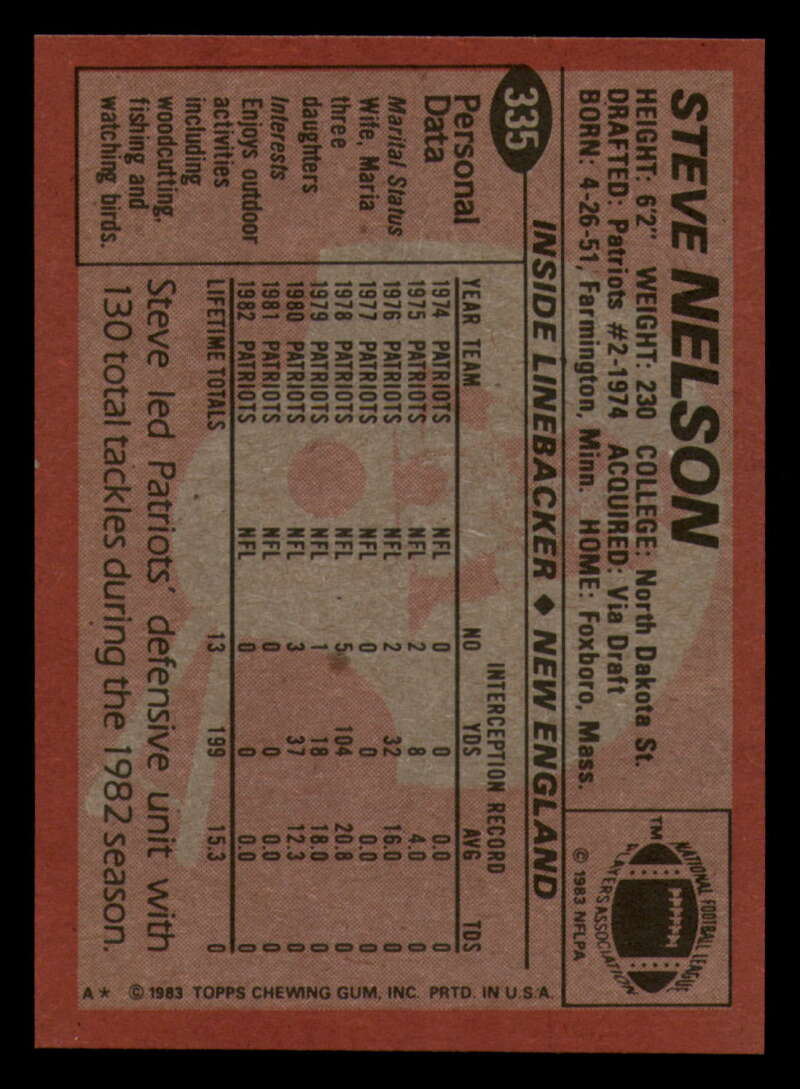 STEVE NELSON
HEIGHT: 6'2" WEIGHT: 230 COLLEGE: North Dakota St.
DRAFTED: Patriots #2-1974 ACQUIRED: Via Draft
BORN: 4-26-51, Farmington, Minn. HOME: Foxboro, Mass.
NATIONAL FOOTBALL LEAGUE
PLAYERS ASSOCIATION
TM
© 1983 NFLPA
335
INSIDE LINEBACKER ♦ NEW ENGLAND
Personal
Data
Marital Status
Wife, Maria
three
daughters
Interests
Enjoys outdoor
activities
including
woodcutting,
fishing and
watching birds.
INTERCEPTION RECORD
YEAR TEAM NO YDS AVG TDS
1974 PATRIOTS NFL 0 0 0.0 0
1975 PATRIOTS NFL 2 8 4.0 0
1976 PATRIOTS NFL 2 32 16.0 0
1977 PATRIOTS NFL 0 0 0.0 0
1978 PATRIOTS NFL 5 104 20.8 0
1979 PATRIOTS NFL 1 18 18.0 0
1980 PATRIOTS NFL 3 37 12.3 0
1981 PATRIOTS NFL 0 0 0.0 0
1982 PATRIOTS NFL 0 0 0.0 0
LIFETIME TOTALS 13 199 15.3 0
Steve led Patriots' defensive unit with
130 total tackles during the 1982 season.
A* © 1983 TOPPS CHEWING GUM, INC. PRTD. IN U.S.A.